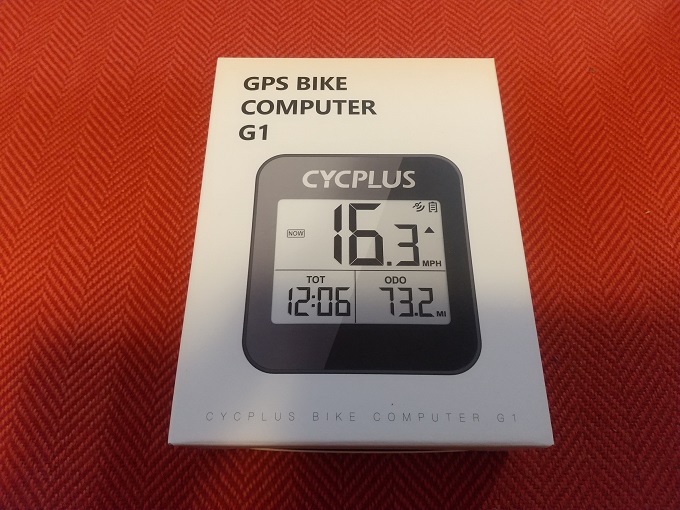 GPS BIKE
COMPUTER
G1
CYCPLUS
NOW
16.3
MPH
TOT
ODO
12:06
73.2 MI
CYCPLUS BIKE COMPUTER G1